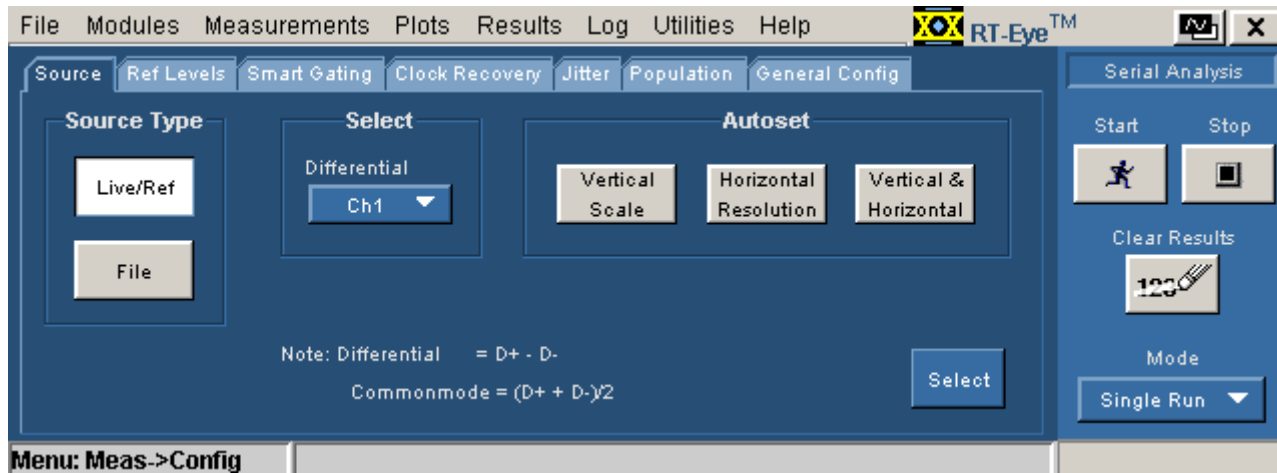 File Modules Measurements Plots Results Log Utilities Help RT-Eye™
Source Ref Levels Smart Gating Clock Recovery Jitter Population General Config
Serial Analysis
Source Type
Live/Ref
File
Select
Differential
Ch1
Autoset
Vertical
Scale
Horizontal
Resolution
Vertical &
Horizontal
Note: Differential = D+ - D-
Commonmode = (D+ + D-)/2
Select
Start Stop
Clear Results
123
Mode
Single Run
Menu: Meas->Config